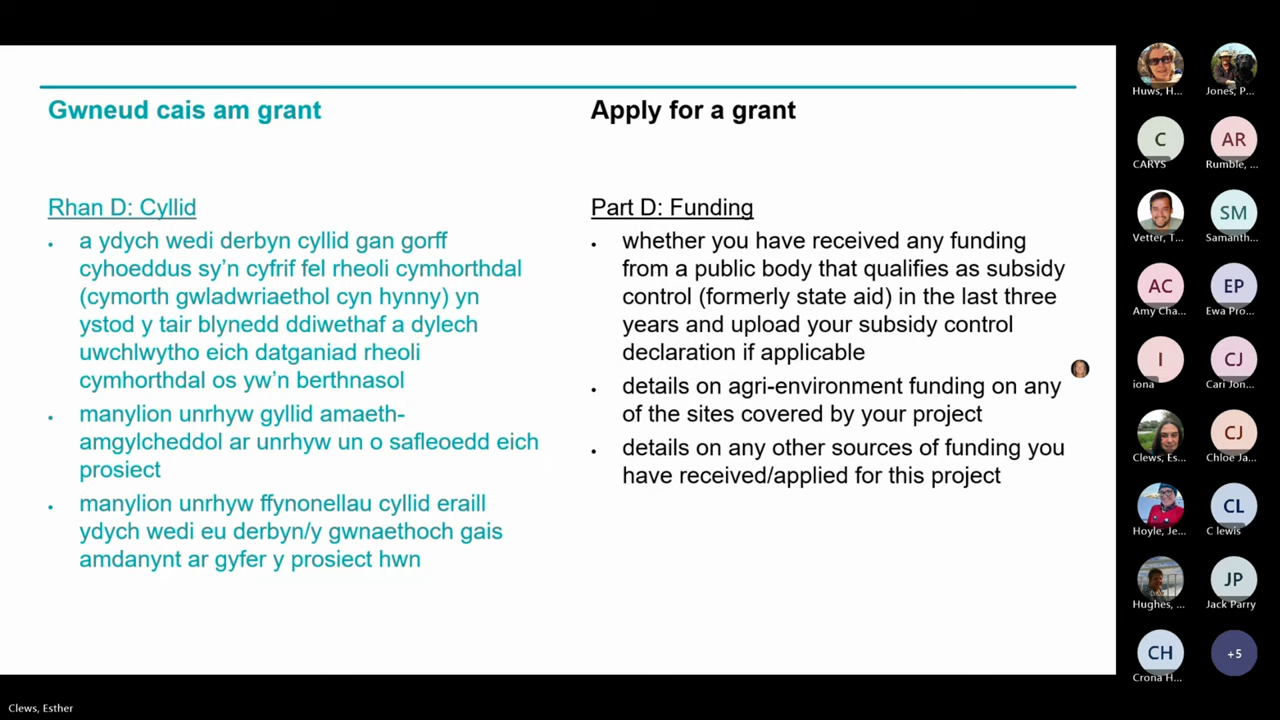 Gwneud cais am grant
Rhan D: Cyllid
• a ydych wedi derbyn cyllid gan gorff
cyhoeddus sy'n cyfrif fel rheoli cymhorthdal
(cymorth gwladwriaethol cyn hynny) yn
ystod y tair blynedd ddiwethaf a dylech
uwchlwytho eich datganiad rheoli
cymhorthdal os yw'n berthnasol
• manylion unrhyw gyllid amaeth-
amgylcheddol ar unrhyw un o safleoedd eich
prosiect
• manylion unrhyw ffynonellau cyllid eraill
ydych wedi eu derbyn/y gwnaethoch gais
amdanynt ar gyfer y prosiect hwn
Apply for a grant
Part D: Funding
• whether you have received any funding
from a public body that qualifies as subsidy
control (formerly state aid) in the last three
years and upload your subsidy control
declaration if applicable
• details on agri-environment funding on any
of the sites covered by your project
• details on any other sources of funding you
have received/applied for this project
Huws, H...
Jones, P...
C
CARYS
AR
Rumble, ...
Vetter, T...
SM
Samanth...
AC
Amy Cha...
EP
Ewa Pro...
I
iona
CJ
Cari Jon...
Clews, Es...
CJ
Chloe Ja...
Hoyle, Je...
CL
C lewis
Hughes, ...
JP
Jack Parry
CH
Crona H...
+5
Clews, Esther